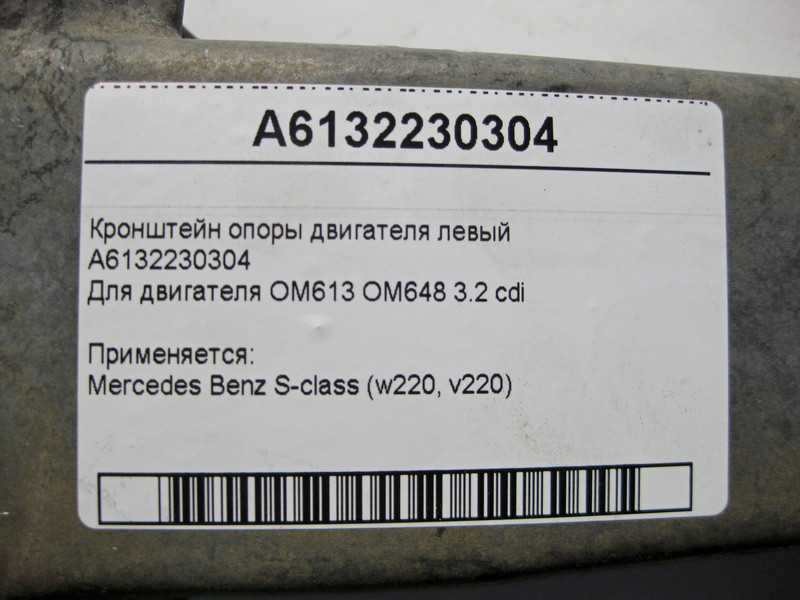 A6132230304
Кронштейн опоры двигателя левый
A6132230304
Для двигателя OM613 OM648 3.2 cdi
Применяется:
Mercedes Benz S-class (w220, v220)